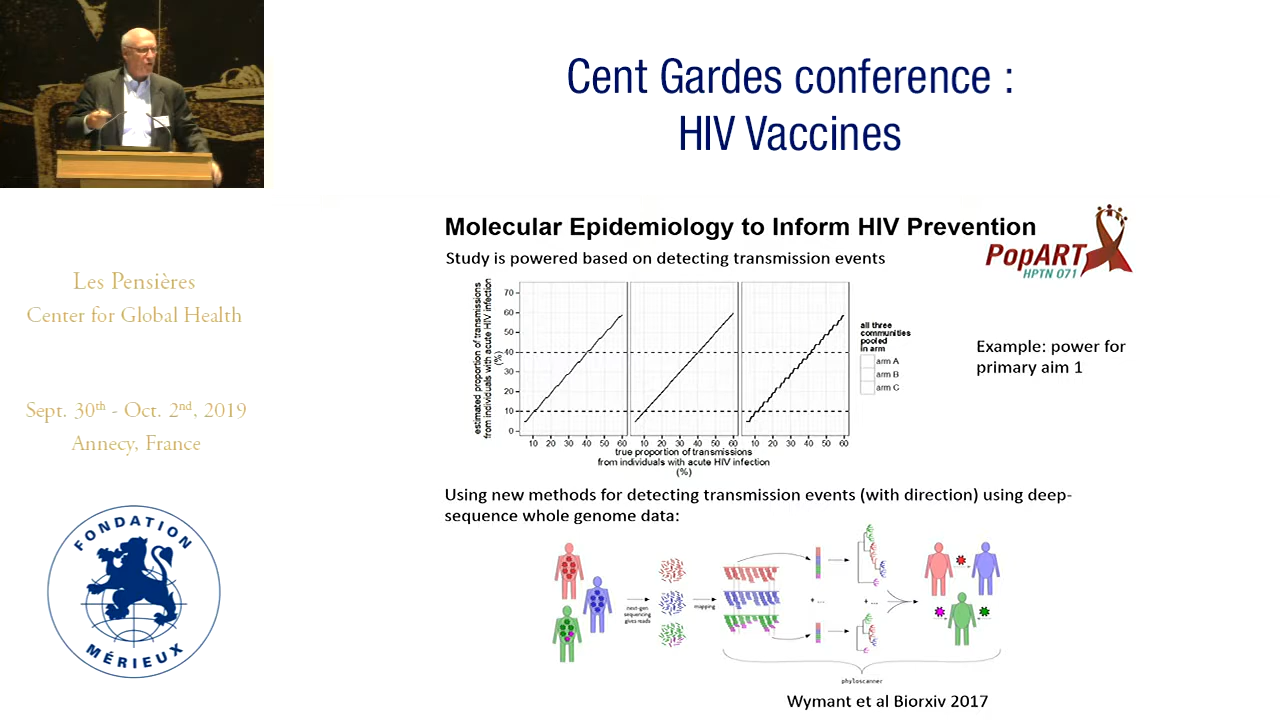 Cent Gardes conference :
HIV Vaccines
Les Pensières
Center for Global Health
Sept. 30th - Oct. 2nd, 2019
Annecy, France
FONDATION
MÉRIEUX
Molecular Epidemiology to Inform HIV Prevention
PopART
HPTN 071
Study is powered based on detecting transmission events
estimated proportion of transmissions
from individuals with acute HIV infection
(%)
70
60
50
40
30
20
10
0
10 20 30 40 50 60 10 20 30 40 50 60 10 20 30 40 50 60
true proportion of transmissions
from individuals with acute HIV infection
(%)
all three
communities
pooled
in arm
arm A
arm B
arm C
Example: power for
primary aim 1
Using new methods for detecting transmission events (with direction) using deep-
sequence whole genome data:
next-gen
sequencing
gives reads
mapping
+ ...
+ ...
phyloscanner
Wymant et al Biorxiv 2017